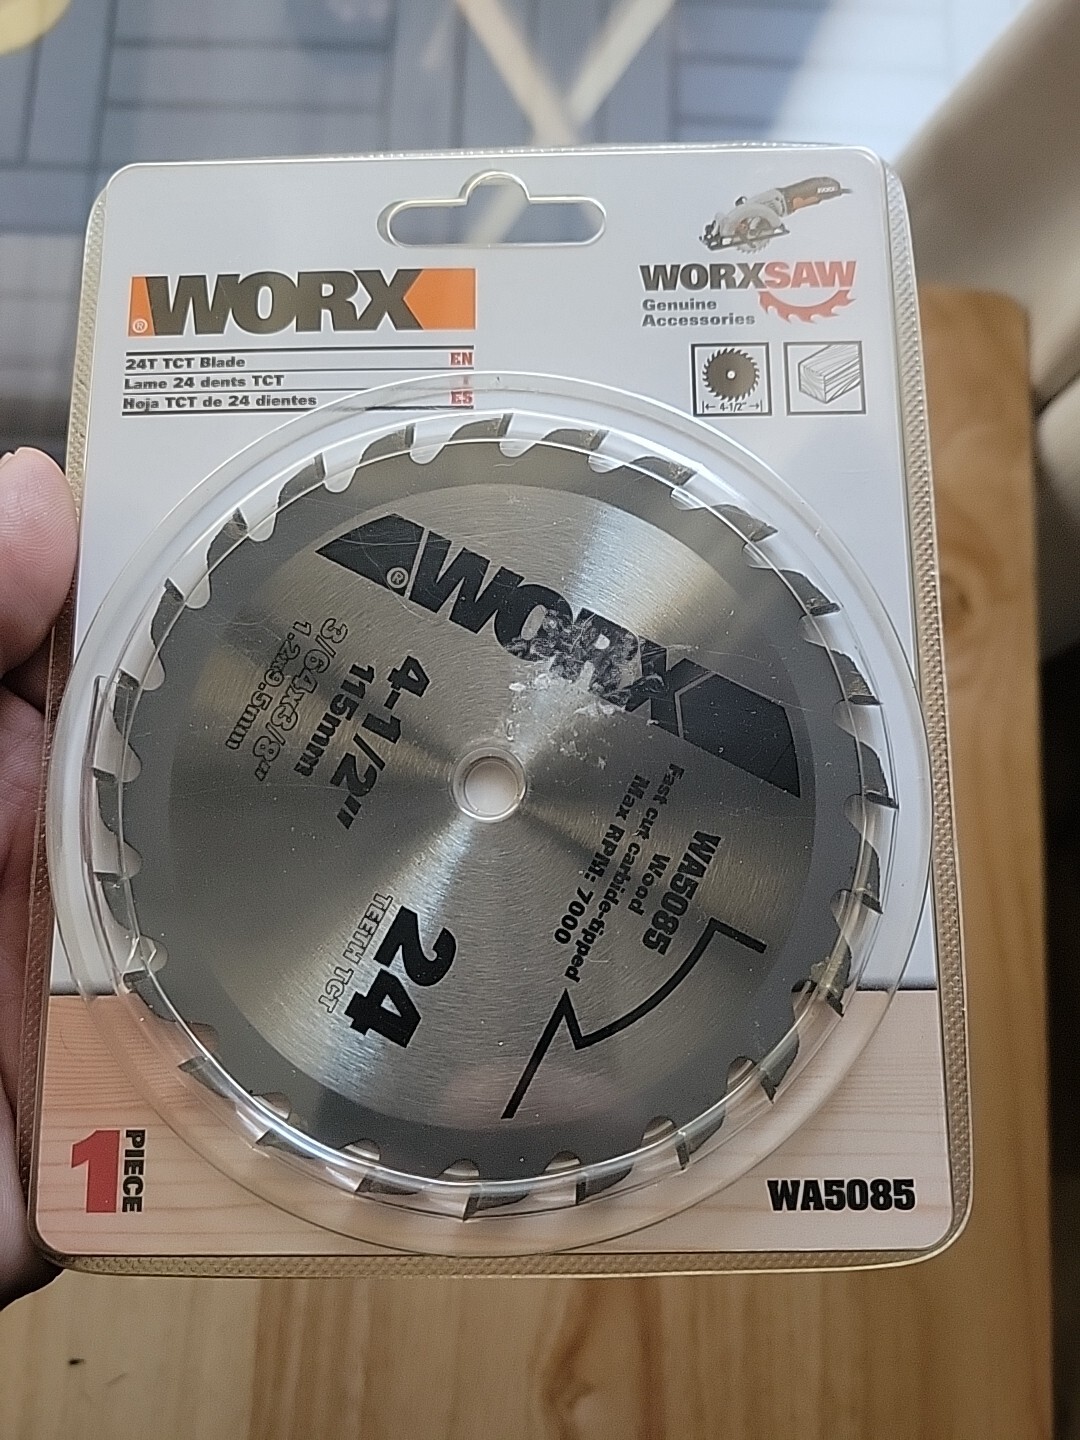 WORX
®
WORXSAW
Genuine
Accessories
24T TCT Blade EN
Lame 24 dents TCT
Hoja TCT de 24 dientes ES
4-1/2"
WORX
®
4-1/2"
115mm
3/64x3/8"
1.2x9.5mm
24
TEETH TCT
WA5085
Wood
Fast cut carbide-tipped
Max RPM: 7000
1 PIECE
WA5085